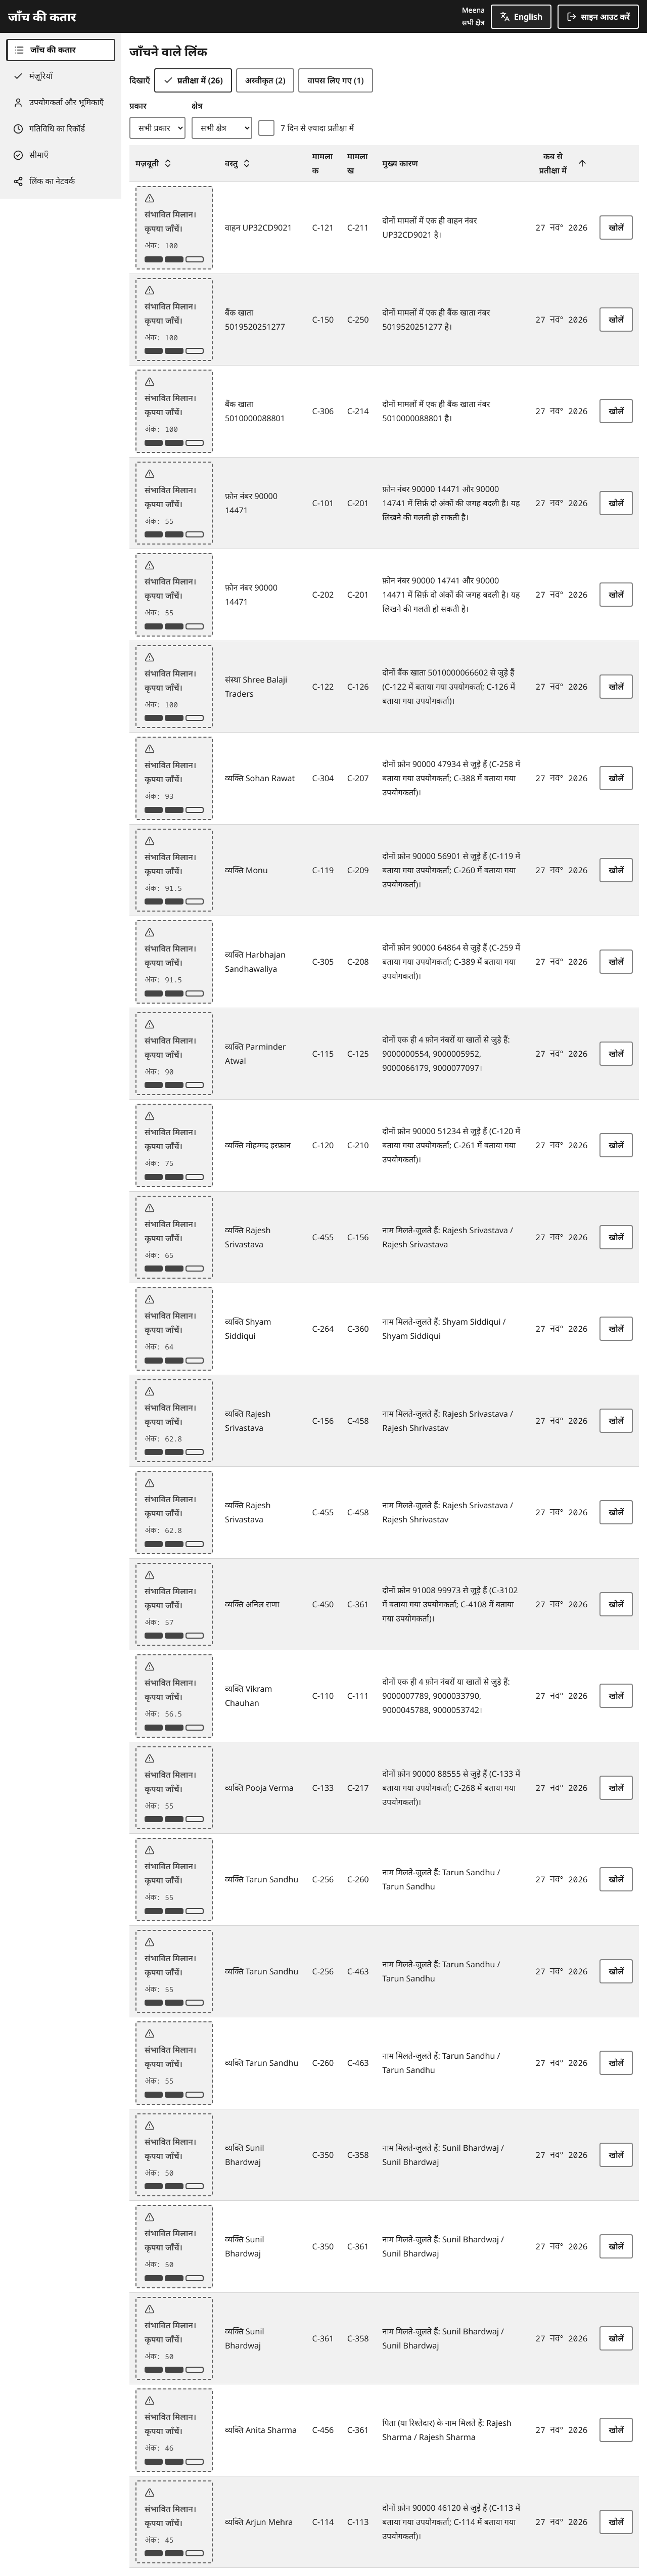 जाँच की कतार
Meena
सभी क्षेत्र
English
साइन आउट करें
जाँच की कतार
मंज़ूरियाँ
उपयोगकर्ता और भूमिकाएँ
गतिविधि का रिकॉर्ड
सीमाएँ
लिंक का नेटवर्क
जाँचने वाले लिंक
दिखाएँ
प्रतीक्षा में (26)
अस्वीकृत (2)
वापस लिए गए (1)
प्रकार
क्षेत्र
सभी प्रकार
सभी क्षेत्र
7 दिन से ज़्यादा प्रतीक्षा में
मज़बूती
वस्तु
मामला
क
मामला
ख
मुख्य कारण
कब से
प्रतीक्षा में
संभावित मिलान।
कृपया जाँचें।
अंक: 100
वाहन UP32CD9021
C-121
C-211
दोनों मामलों में एक ही वाहन नंबर
UP32CD9021 है।
27 नव॰ 2026
खोलें
संभावित मिलान।
कृपया जाँचें।
अंक: 100
बैंक खाता
5019520251277
C-150
C-250
दोनों मामलों में एक ही बैंक खाता नंबर
5019520251277 है।
27 नव॰ 2026
खोलें
संभावित मिलान।
कृपया जाँचें।
अंक: 100
बैंक खाता
5010000088801
C-306
C-214
दोनों मामलों में एक ही बैंक खाता नंबर
5010000088801 है।
27 नव॰ 2026
खोलें
संभावित मिलान।
कृपया जाँचें।
अंक: 55
फ़ोन नंबर 90000
14471
C-101
C-201
फ़ोन नंबर 90000 14471 और 90000
14741 में सिर्फ़ दो अंकों की जगह बदली है। यह
लिखने की गलती हो सकती है।
27 नव॰ 2026
खोलें
संभावित मिलान।
कृपया जाँचें।
अंक: 55
फ़ोन नंबर 90000
14471
C-202
C-201
फ़ोन नंबर 90000 14741 और 90000
14471 में सिर्फ़ दो अंकों की जगह बदली है। यह
लिखने की गलती हो सकती है।
27 नव॰ 2026
खोलें
संभावित मिलान।
कृपया जाँचें।
अंक: 100
संस्था Shree Balaji
Traders
C-122
C-126
दोनों बैंक खाता 5010000066602 से जुड़े हैं
(C-122 में बताया गया उपयोगकर्ता; C-126 में
बताया गया उपयोगकर्ता)।
27 नव॰ 2026
खोलें
संभावित मिलान।
कृपया जाँचें।
अंक: 93
व्यक्ति Sohan Rawat
C-304
C-207
दोनों फ़ोन 90000 47934 से जुड़े हैं (C-258 में
बताया गया उपयोगकर्ता; C-388 में बताया गया
उपयोगकर्ता)।
27 नव॰ 2026
खोलें
संभावित मिलान।
कृपया जाँचें।
अंक: 91.5
व्यक्ति Monu
C-119
C-209
दोनों फ़ोन 90000 56901 से जुड़े हैं (C-119 में
बताया गया उपयोगकर्ता; C-260 में बताया गया
उपयोगकर्ता)।
27 नव॰ 2026
खोलें
संभावित मिलान।
कृपया जाँचें।
अंक: 91.5
व्यक्ति Harbhajan
Sandhawaliya
C-305
C-208
दोनों फ़ोन 90000 64864 से जुड़े हैं (C-259 में
बताया गया उपयोगकर्ता; C-389 में बताया गया
उपयोगकर्ता)।
27 नव॰ 2026
खोलें
संभावित मिलान।
कृपया जाँचें।
अंक: 90
व्यक्ति Parminder
Atwal
C-115
C-125
दोनों एक ही 4 फ़ोन नंबरों या खातों से जुड़े हैं:
9000000554, 9000005952,
9000066179, 9000077097।
27 नव॰ 2026
खोलें
संभावित मिलान।
कृपया जाँचें।
अंक: 75
व्यक्ति मोहम्मद इरफ़ान
C-120
C-210
दोनों फ़ोन 90000 51234 से जुड़े हैं (C-120 में
बताया गया उपयोगकर्ता; C-261 में बताया गया
उपयोगकर्ता)।
27 नव॰ 2026
खोलें
संभावित मिलान।
कृपया जाँचें।
अंक: 65
व्यक्ति Rajesh
Srivastava
C-455
C-156
नाम मिलते-जुलते हैं: Rajesh Srivastava /
Rajesh Srivastava
27 नव॰ 2026
खोलें
संभावित मिलान।
कृपया जाँचें।
अंक: 64
व्यक्ति Shyam
Siddiqui
C-264
C-360
नाम मिलते-जुलते हैं: Shyam Siddiqui /
Shyam Siddiqui
27 नव॰ 2026
खोलें
संभावित मिलान।
कृपया जाँचें।
अंक: 62.8
व्यक्ति Rajesh
Srivastava
C-156
C-458
नाम मिलते-जुलते हैं: Rajesh Srivastava /
Rajesh Shrivastav
27 नव॰ 2026
खोलें
संभावित मिलान।
कृपया जाँचें।
अंक: 62.8
व्यक्ति Rajesh
Srivastava
C-455
C-458
नाम मिलते-जुलते हैं: Rajesh Srivastava /
Rajesh Shrivastav
27 नव॰ 2026
खोलें
संभावित मिलान।
कृपया जाँचें।
अंक: 57
व्यक्ति अनिल राणा
C-450
C-361
दोनों फ़ोन 91008 99973 से जुड़े हैं (C-3102
में बताया गया उपयोगकर्ता; C-4108 में बताया
गया उपयोगकर्ता)।
27 नव॰ 2026
खोलें
संभावित मिलान।
कृपया जाँचें।
अंक: 56.5
व्यक्ति Vikram
Chauhan
C-110
C-111
दोनों एक ही 4 फ़ोन नंबरों या खातों से जुड़े हैं:
9000007789, 9000033790,
9000045788, 9000053742।
27 नव॰ 2026
खोलें
संभावित मिलान।
कृपया जाँचें।
अंक: 55
व्यक्ति Pooja Verma
C-133
C-217
दोनों फ़ोन 90000 88555 से जुड़े हैं (C-133 में
बताया गया उपयोगकर्ता; C-268 में बताया गया
उपयोगकर्ता)।
27 नव॰ 2026
खोलें
संभावित मिलान।
कृपया जाँचें।
अंक: 55
व्यक्ति Tarun Sandhu
C-256
C-260
नाम मिलते-जुलते हैं: Tarun Sandhu /
Tarun Sandhu
27 नव॰ 2026
खोलें
संभावित मिलान।
कृपया जाँचें।
अंक: 55
व्यक्ति Tarun Sandhu
C-256
C-463
नाम मिलते-जुलते हैं: Tarun Sandhu /
Tarun Sandhu
27 नव॰ 2026
खोलें
संभावित मिलान।
कृपया जाँचें।
अंक: 55
व्यक्ति Tarun Sandhu
C-260
C-463
नाम मिलते-जुलते हैं: Tarun Sandhu /
Tarun Sandhu
27 नव॰ 2026
खोलें
संभावित मिलान।
कृपया जाँचें।
अंक: 50
व्यक्ति Sunil
Bhardwaj
C-350
C-358
नाम मिलते-जुलते हैं: Sunil Bhardwaj /
Sunil Bhardwaj
27 नव॰ 2026
खोलें
संभावित मिलान।
कृपया जाँचें।
अंक: 50
व्यक्ति Sunil
Bhardwaj
C-350
C-361
नाम मिलते-जुलते हैं: Sunil Bhardwaj /
Sunil Bhardwaj
27 नव॰ 2026
खोलें
संभावित मिलान।
कृपया जाँचें।
अंक: 50
व्यक्ति Sunil
Bhardwaj
C-361
C-358
नाम मिलते-जुलते हैं: Sunil Bhardwaj /
Sunil Bhardwaj
27 नव॰ 2026
खोलें
संभावित मिलान।
कृपया जाँचें।
अंक: 46
व्यक्ति Anita Sharma
C-456
C-361
पिता (या रिश्तेदार) के नाम मिलते हैं: Rajesh
Sharma / Rajesh Sharma
27 नव॰ 2026
खोलें
संभावित मिलान।
कृपया जाँचें।
अंक: 45
व्यक्ति Arjun Mehra
C-114
C-113
दोनों फ़ोन 90000 46120 से जुड़े हैं (C-113 में
बताया गया उपयोगकर्ता; C-114 में बताया गया
उपयोगकर्ता)।
27 नव॰ 2026
खोलें